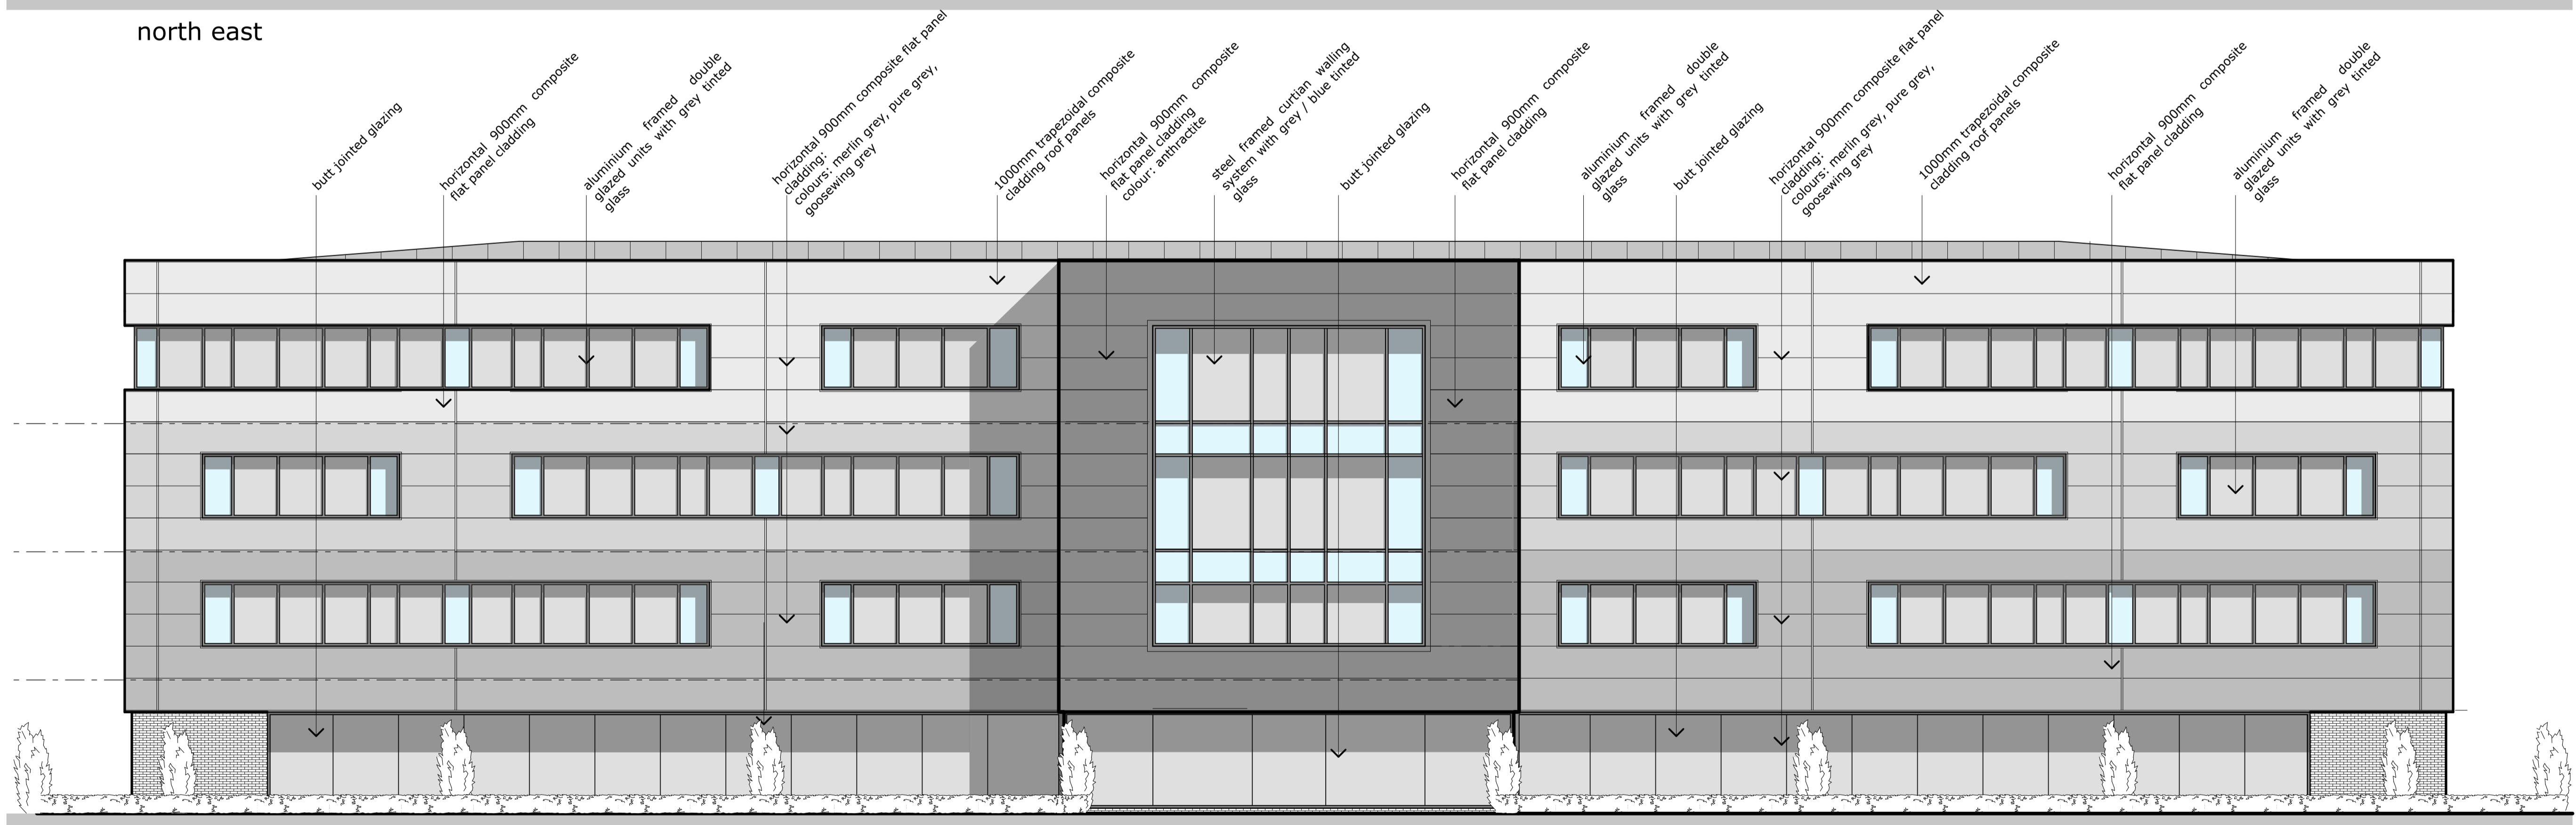 north east
butt jointed glazing
horizontal 900mm composite
flat panel cladding
aluminium framed double
glazed units with grey tinted
glass
horizontal 900mm composite flat panel
cladding:
colours: merlin grey, pure grey,
goosewing grey
1000mm trapezoidal composite
cladding roof panels
horizontal 900mm composite
flat panel cladding
colour: anthractite
steel framed curtian walling
system with grey / blue tinted
glass
butt jointed glazing
horizontal 900mm composite
flat panel cladding
aluminium framed double
glazed units with grey tinted
glass
butt jointed glazing
horizontal 900mm composite flat panel
cladding:
colours: merlin grey, pure grey,
goosewing grey
1000mm trapezoidal composite
cladding roof panels
horizontal 900mm composite
flat panel cladding
aluminium framed double
glazed units with grey tinted
glass